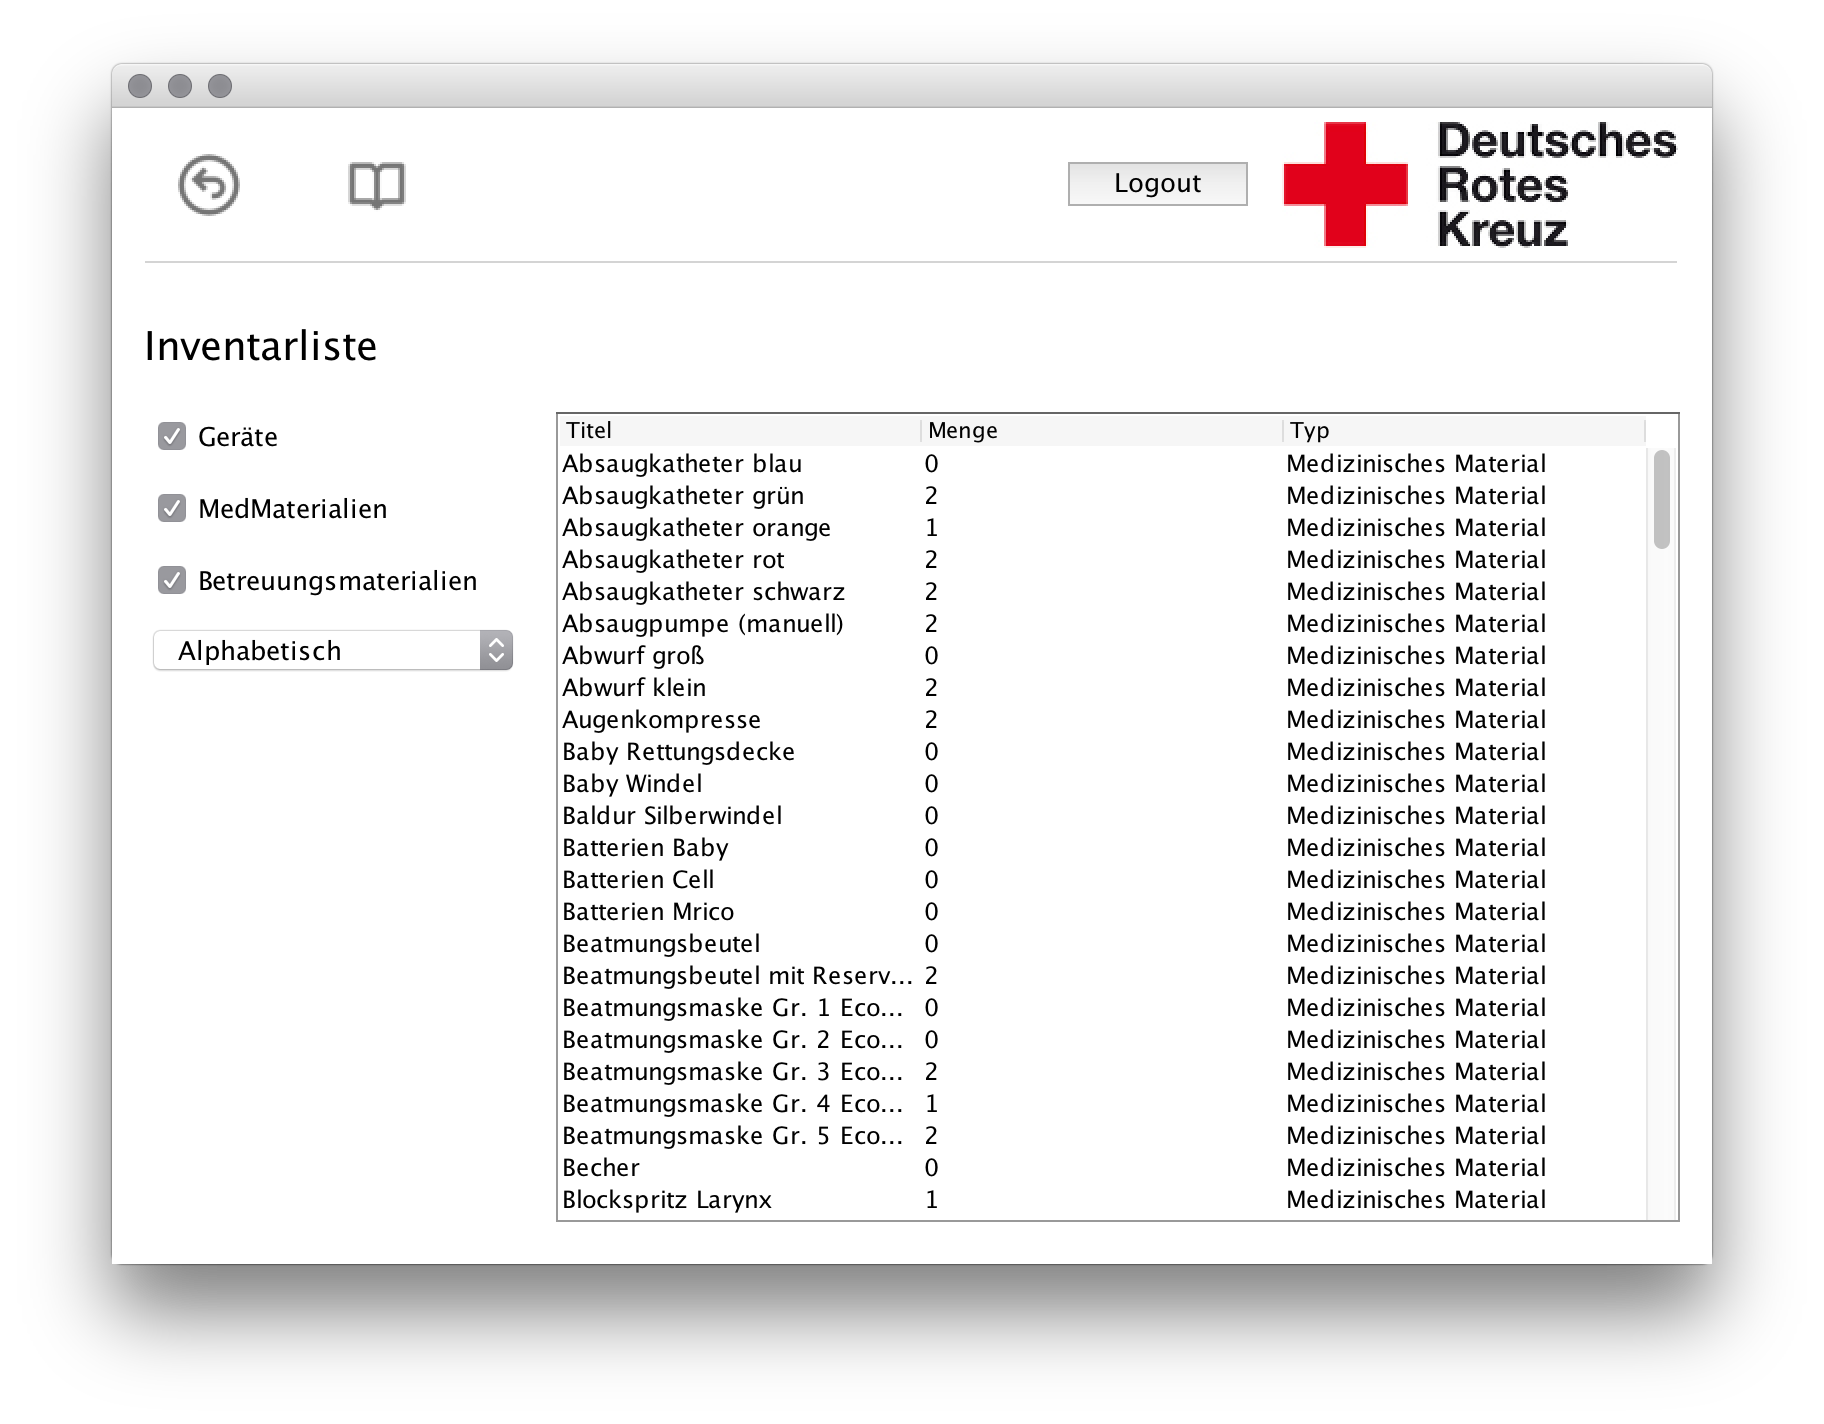 Logout
Deutsches
Rotes
Kreuz
Inventarliste
Geräte
MedMaterialien
Betreuungsmaterialien
Alphabetisch
Titel Menge Typ
Absaugkatheter blau 0 Medizinisches Material
Absaugkatheter grün 2 Medizinisches Material
Absaugkatheter orange 1 Medizinisches Material
Absaugkatheter rot 2 Medizinisches Material
Absaugkatheter schwarz 2 Medizinisches Material
Absaugpumpe (manuell) 2 Medizinisches Material
Abwurf groß 0 Medizinisches Material
Abwurf klein 2 Medizinisches Material
Augenkompresse 2 Medizinisches Material
Baby Rettungsdecke 0 Medizinisches Material
Baby Windel 0 Medizinisches Material
Baldur Silberwindel 0 Medizinisches Material
Batterien Baby 0 Medizinisches Material
Batterien Cell 0 Medizinisches Material
Batterien Mrico 0 Medizinisches Material
Beatmungsbeutel 0 Medizinisches Material
Beatmungsbeutel mit Reserv... 2 Medizinisches Material
Beatmungsmaske Gr. 1 Eco... 0 Medizinisches Material
Beatmungsmaske Gr. 2 Eco... 0 Medizinisches Material
Beatmungsmaske Gr. 3 Eco... 2 Medizinisches Material
Beatmungsmaske Gr. 4 Eco... 1 Medizinisches Material
Beatmungsmaske Gr. 5 Eco... 2 Medizinisches Material
Becher 0 Medizinisches Material
Blockspritz Larynx 1 Medizinisches Material